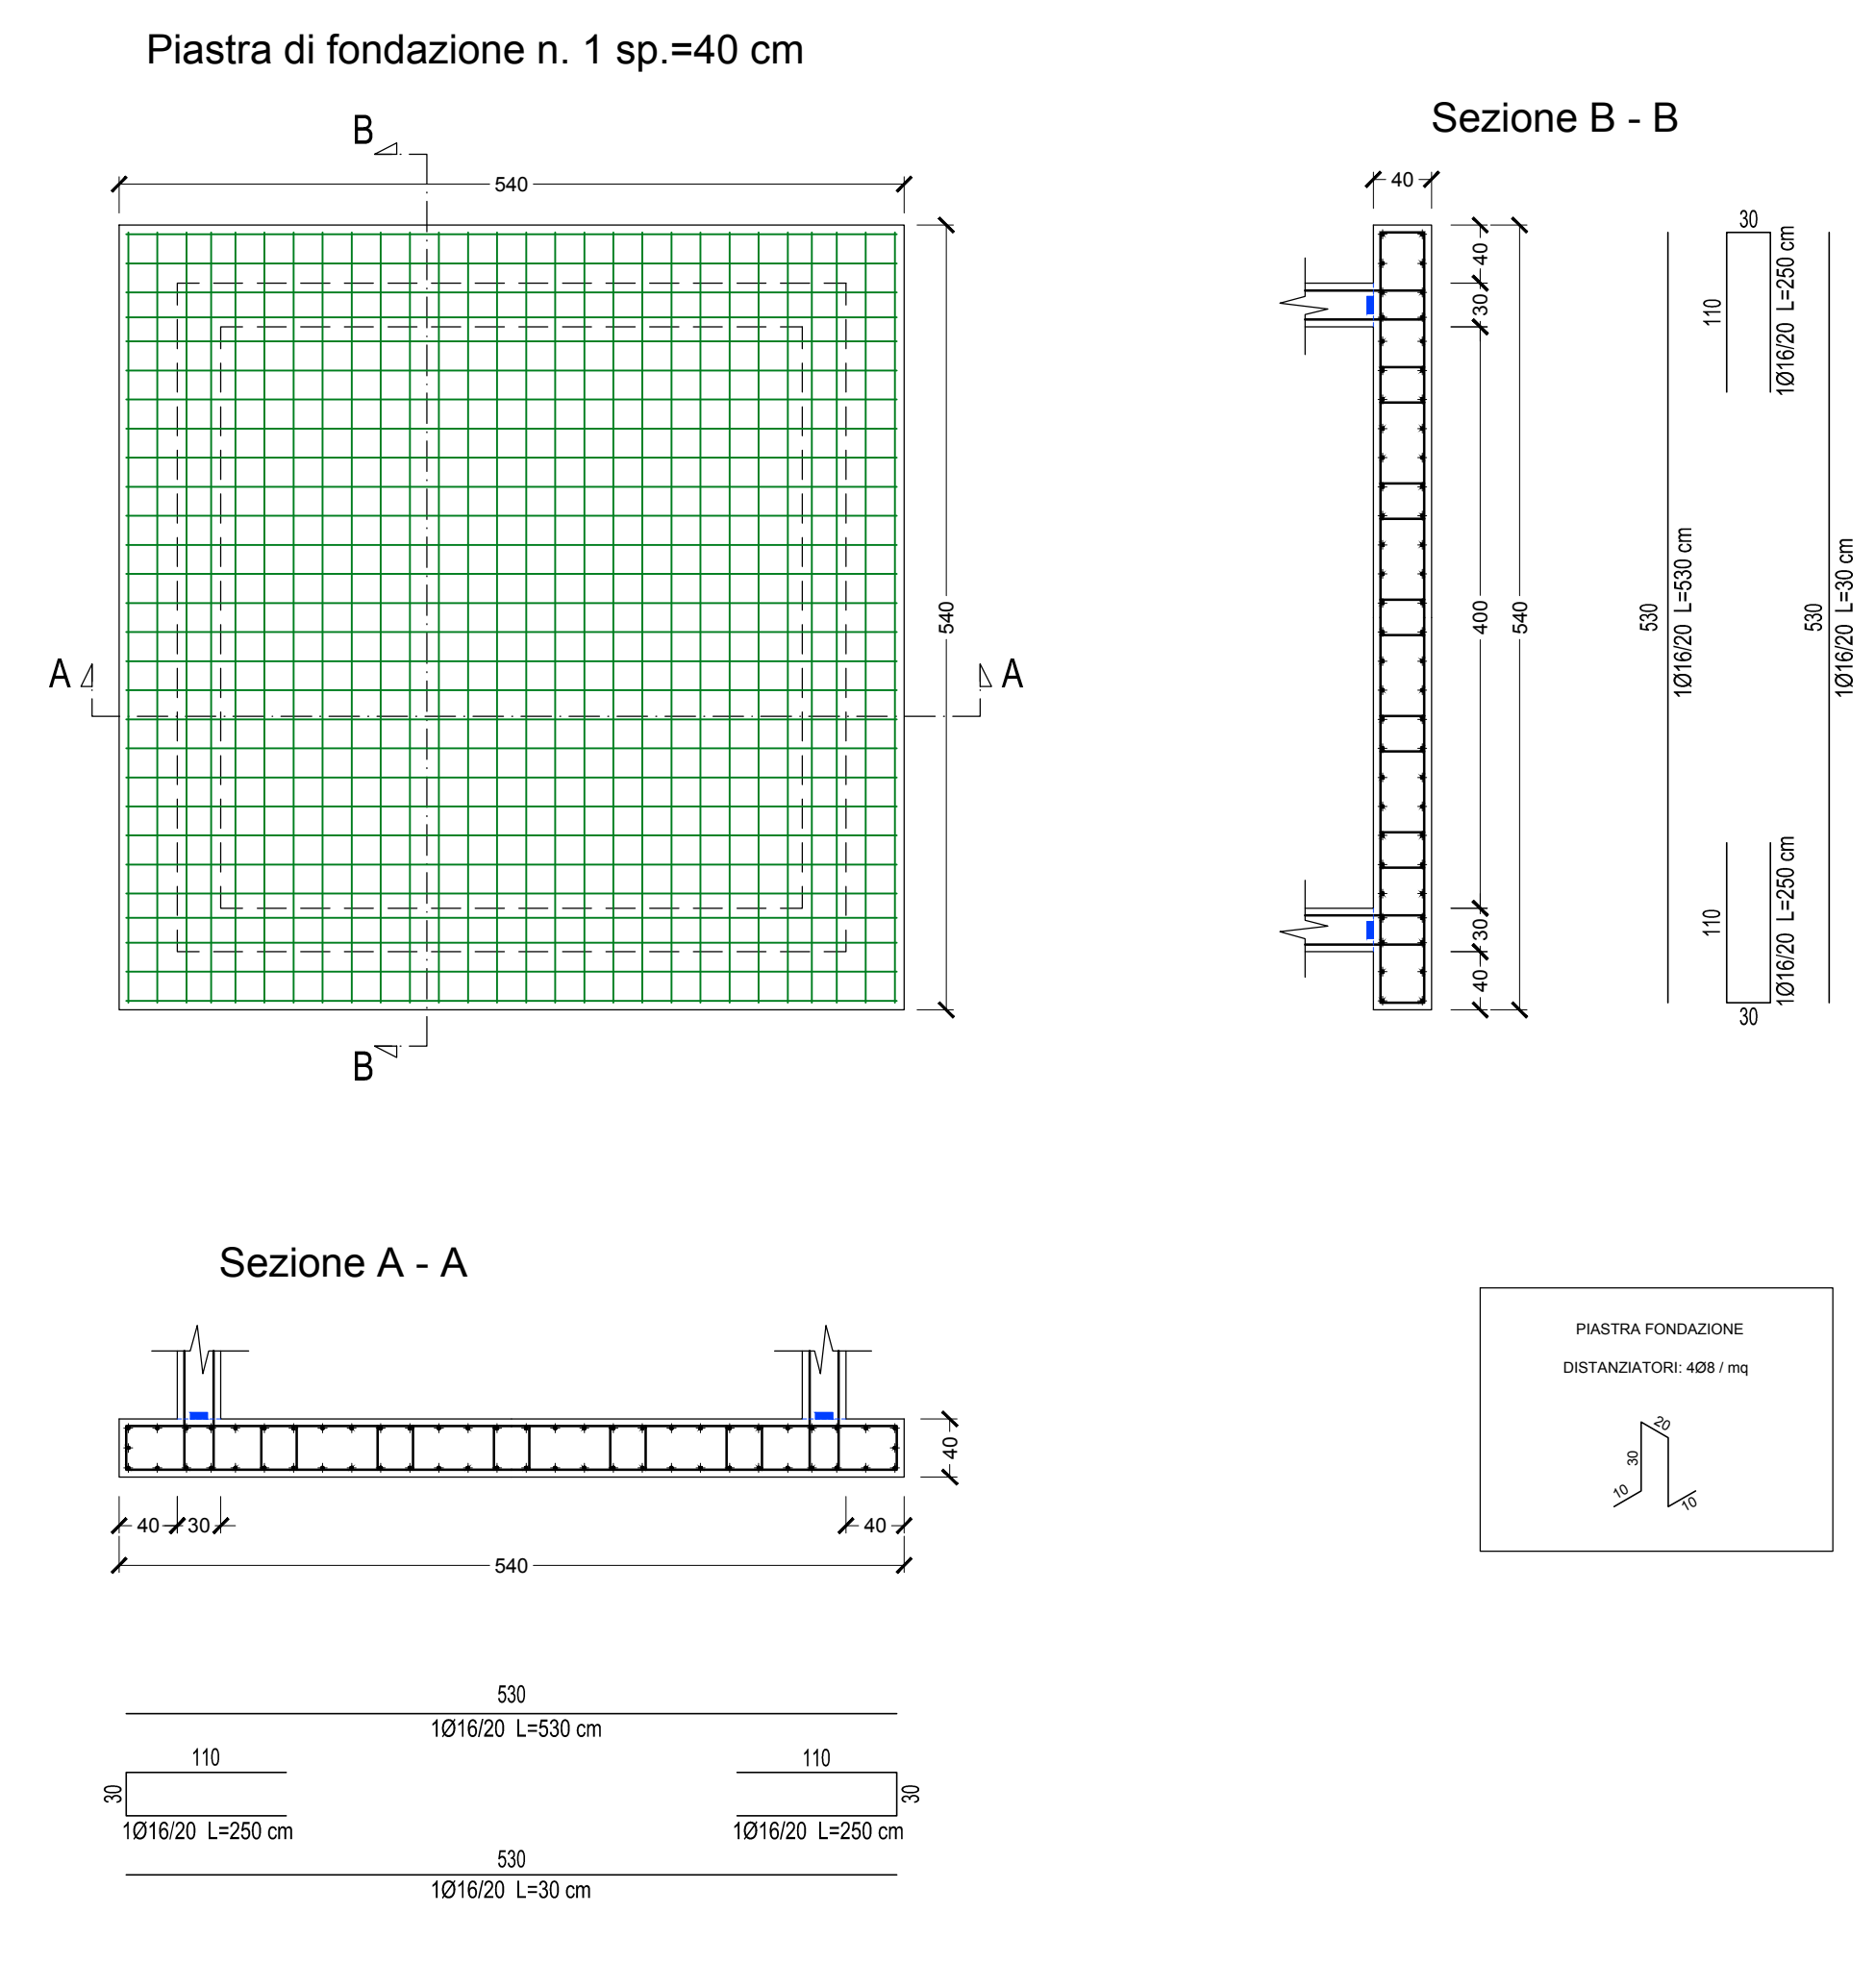 Piastra di fondazione n. 1 sp.=40 cm
B
540
540
A
A
B
Sezione B - B
40
40
30
400
30
40
540
530
1Ø16/20 L=530 cm
30
110
1Ø16/20 L=250 cm
110
1Ø16/20 L=250 cm
30
530
1Ø16/20 L=30 cm
Sezione A - A
40
40
30
40
540
530
1Ø16/20 L=530 cm
110
30
1Ø16/20 L=250 cm
110
30
1Ø16/20 L=250 cm
530
1Ø16/20 L=30 cm
PIASTRA FONDAZIONE
DISTANZIATORI: 4Ø8 / mq
20
30
10
10